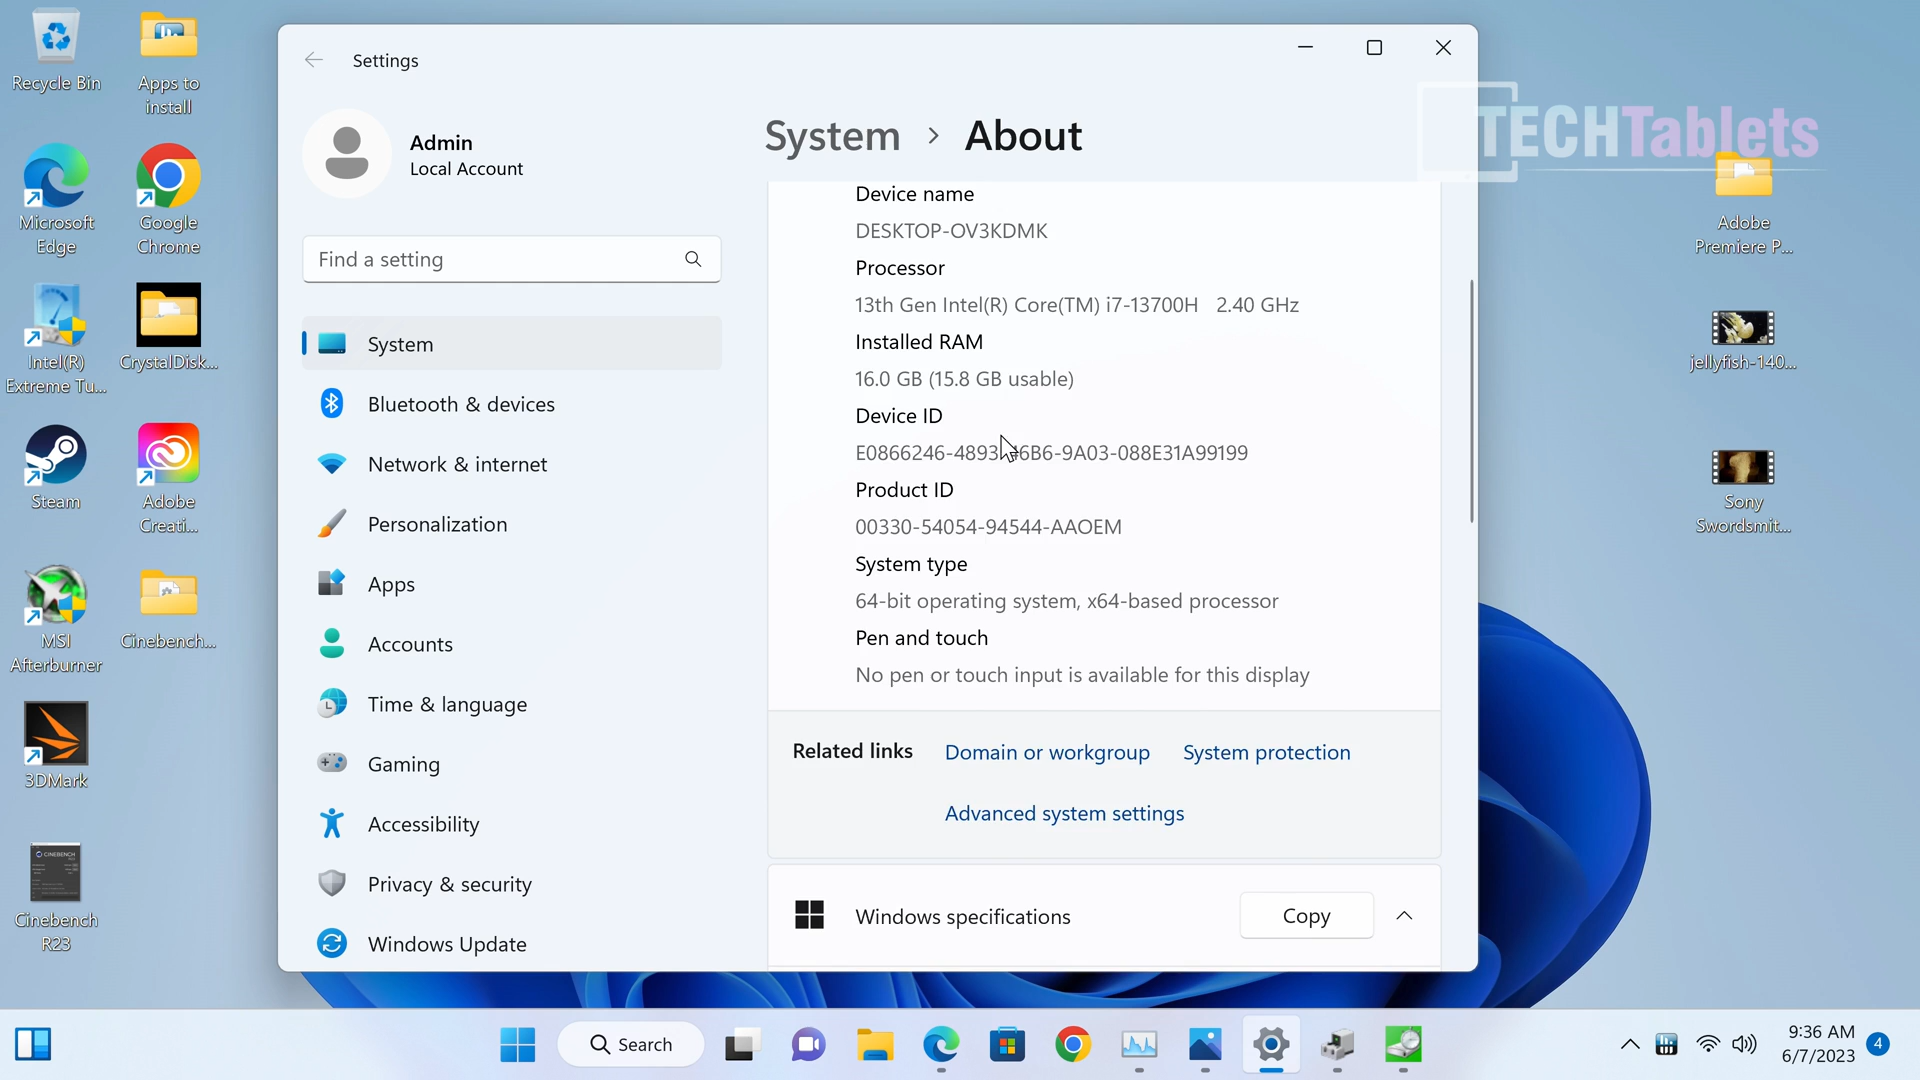 Recycle Bin
Apps to
install
Microsoft
Edge
Google
Chrome
Intel(R)
Extreme Tu...
CrystalDisk...
Steam
Adobe
Creati...
MSI
Afterburner
Cinebench...
3DMark
Cinebench
R23
Settings
Admin
Local Account
Find a setting
System
Bluetooth & devices
Network & internet
Personalization
Apps
Accounts
Time & language
Gaming
Accessibility
Privacy & security
Windows Update
System > About
Device name
DESKTOP-OV3KDMK
Processor
13th Gen Intel(R) Core(TM) i7-13700H 2.40 GHz
Installed RAM
16.0 GB (15.8 GB usable)
Device ID
E0866246-4893 6B6-9A03-088E31A99199
Product ID
00330-54054-94544-AAOEM
System type
64-bit operating system, x64-based processor
Pen and touch
No pen or touch input is available for this display
Related links
Domain or workgroup
System protection
Advanced system settings
Windows specifications
Copy
TECHTablets
Adobe
Premiere P...
jellyfish-140...
Sony
Swordsmit...
Search
9:36 AM
6/7/2023
4